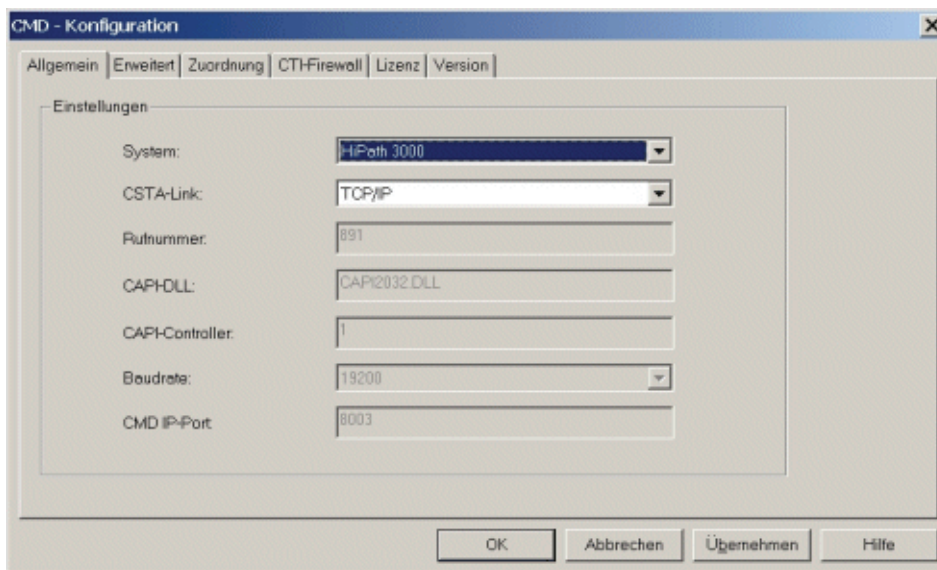 CMD - Konfiguration
Allgemein Erweitert Zuordnung CTI-Firewall Lizenz Version
Einstellungen
System: HiPath 3000
CSTA-Link: TCP/IP
Rufnummer: 891
CAPI-DLL: CAPI2032.DLL
CAPI-Controller: 1
Baudrate: 19200
CMD IP-Port 8003
OK Abbrechen Übernehmen Hilfe